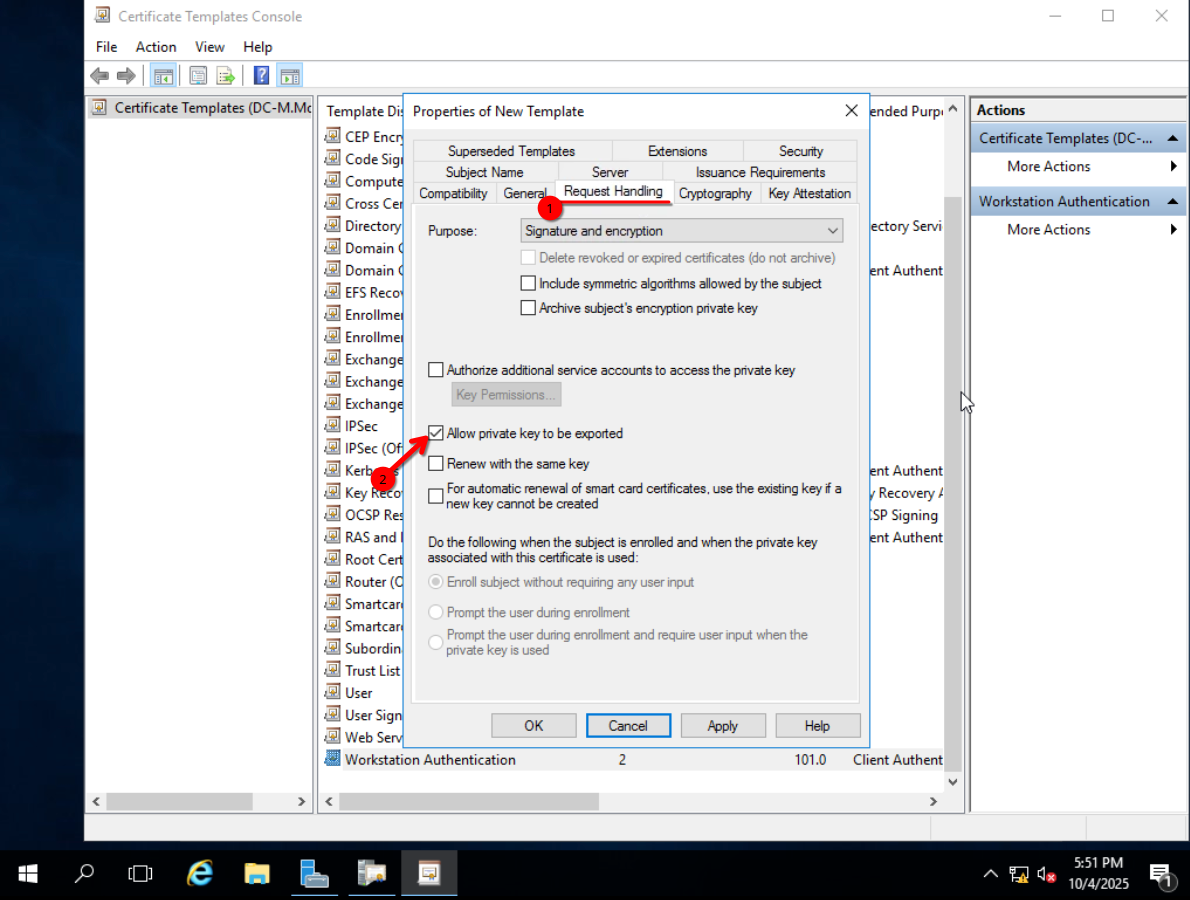 Certificate Templates Console
File Action View Help
Certificate Templates (DC-M.Mc
Template Dis
ended Purp
CEP Encry
Code Sig
Compute
Cross Cer
Directory
ectory Servi
Domain
Domain
ent Authent
EFS Recov
Enrollmen
Enrollmen
Exchange
Exchange
Exchange
IPSec
IPSec (Of
Kerb s
ent Authent
Key Reco
y Recovery A
OCSP Res
SP Signing
RAS and I
ent Authent
Root Cert
Router (O
Smartcard
Smartcard
Subordin
Trust List
User
User Sign
Web Serv
Workstation Authentication 2 101.0 Client Authent
Properties of New Template
Superseded Templates Extensions Security
Subject Name Server Issuance Requirements
Compatibility General Request Handling Cryptography Key Attestation
1
Purpose: Signature and encryption
Delete revoked or expired certificates (do not archive)
Include symmetric algorithms allowed by the subject
Archive subject's encryption private key
Authorize additional service accounts to access the private key
Key Permissions...
Allow private key to be exported
2
Renew with the same key
For automatic renewal of smart card certificates, use the existing key if a
new key cannot be created
Do the following when the subject is enrolled and when the private key
associated with this certificate is used:
Enroll subject without requiring any user input
Prompt the user during enrollment
Prompt the user during enrollment and require user input when the
private key is used
OK Cancel Apply Help
Actions
Certificate Templates (DC-...
More Actions
Workstation Authentication
More Actions
5:51 PM
10/4/2025
1